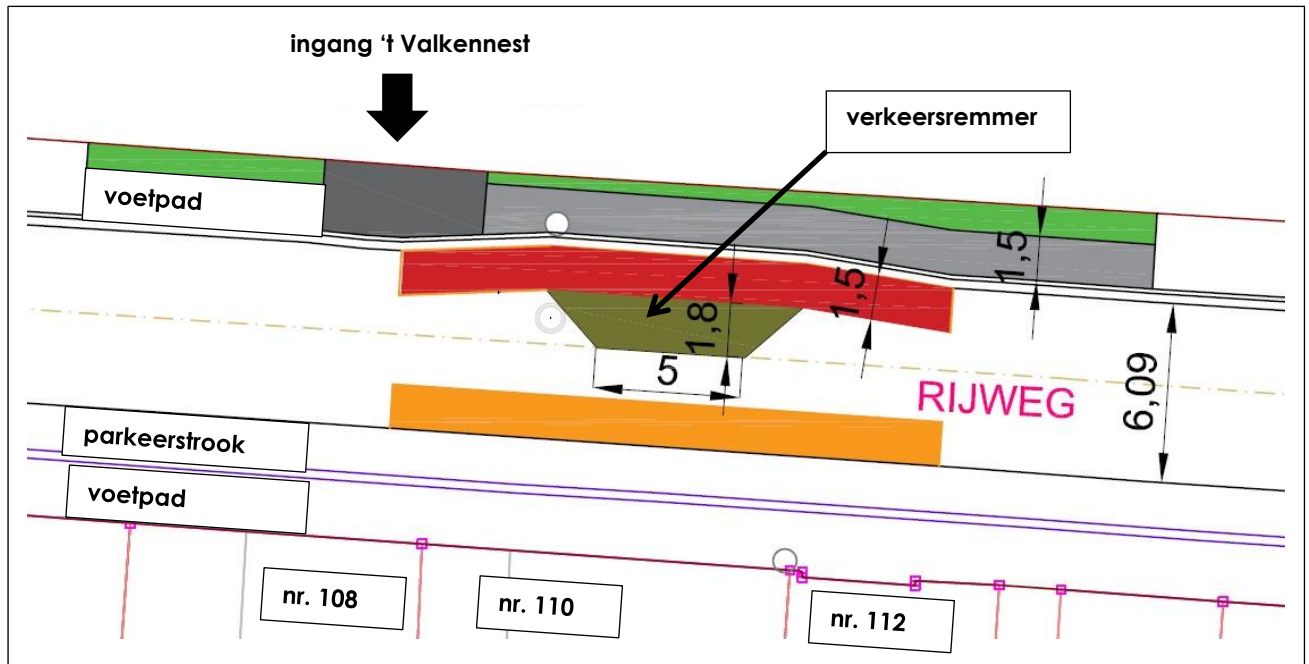 ingang ‘t Valkennest
verkeersremmer
voetpad
1,5
1,5
1,8
5
RIJWEG
6,09
parkeerstrook
voetpad
nr. 108
nr. 110
nr. 112